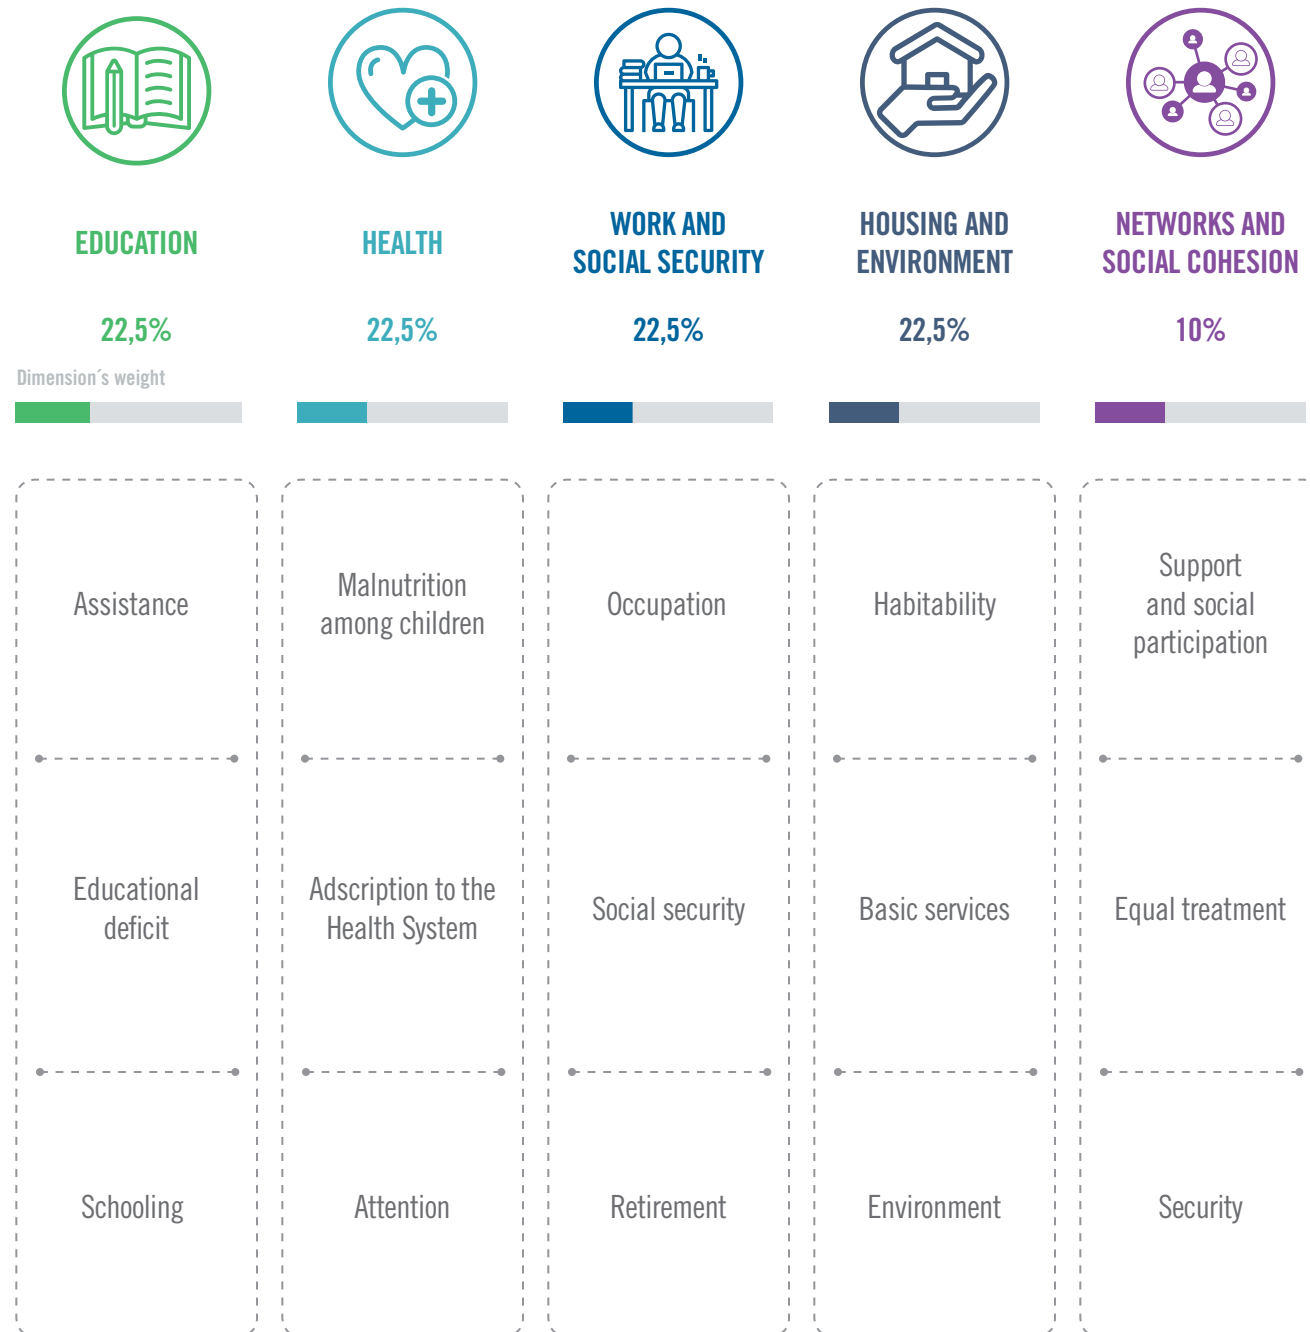 EDUCATION
22,5%
Dimension´s weight
Assistance
Educational
deficit
Schooling
HEALTH
22,5%
Malnutrition
among children
Adscription to the
Health System
Attention
WORK AND
SOCIAL SECURITY
22,5%
Occupation
Social security
Retirement
HOUSING AND
ENVIRONMENT
22,5%
Habitability
Basic services
Environment
NETWORKS AND
SOCIAL COHESION
10%
Support
and social
participation
Equal treatment
Security